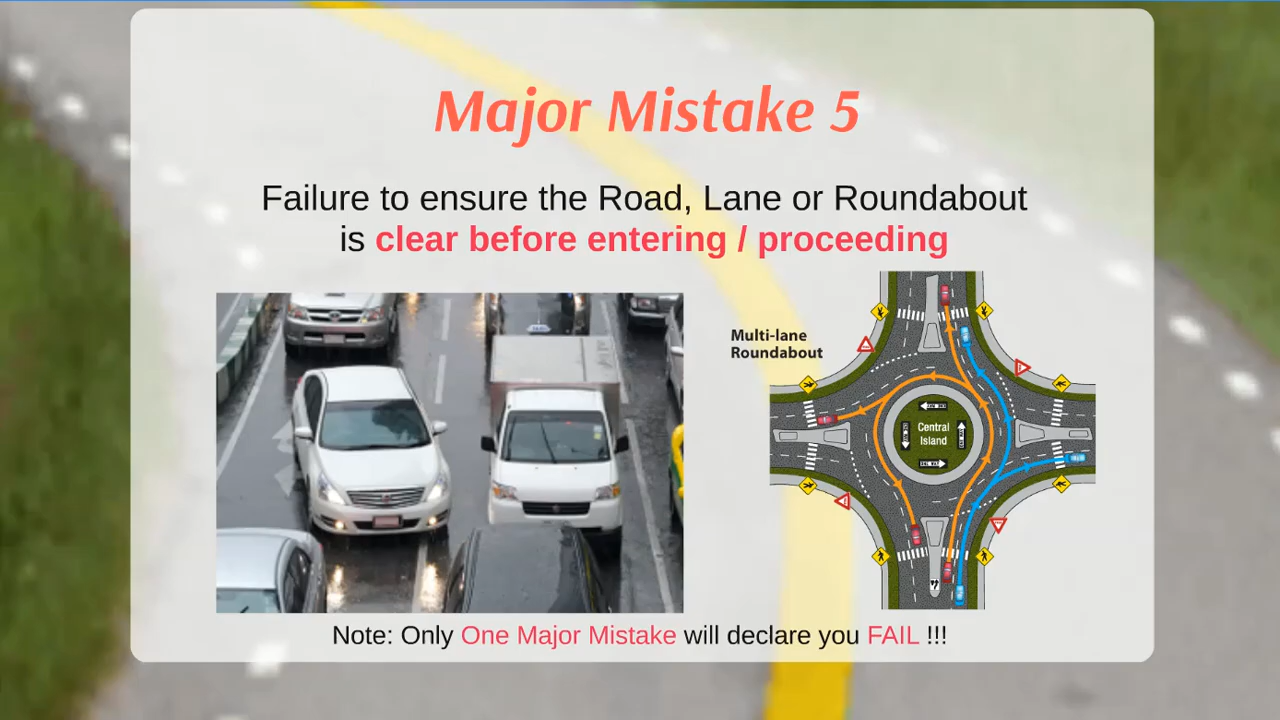 Major Mistake 5
Failure to ensure the Road, Lane or Roundabout
is clear before entering / proceeding
Multi-lane
Roundabout
Central
Island
Note: Only One Major Mistake will declare you FAIL !!!